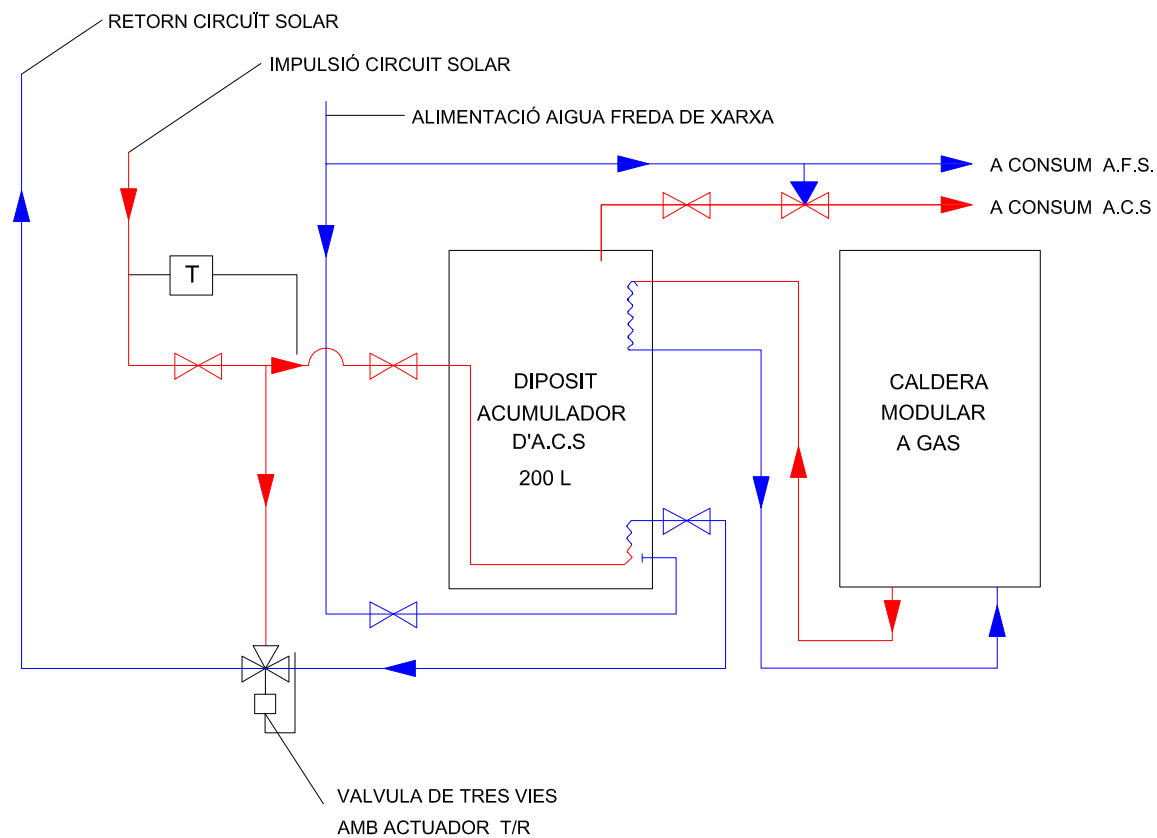 RETORN CIRCUÏT SOLAR
IMPULSIÓ CIRCUIT SOLAR
ALIMENTACIÓ AIGUA FREDA DE XARXA
A CONSUM A.F.S.
A CONSUM A.C.S
T
DIPOSIT
ACUMULADOR
D'A.C.S
200 L
CALDERA
MODULAR
A GAS
VALVULA DE TRES VIES
AMB ACTUADOR T/R